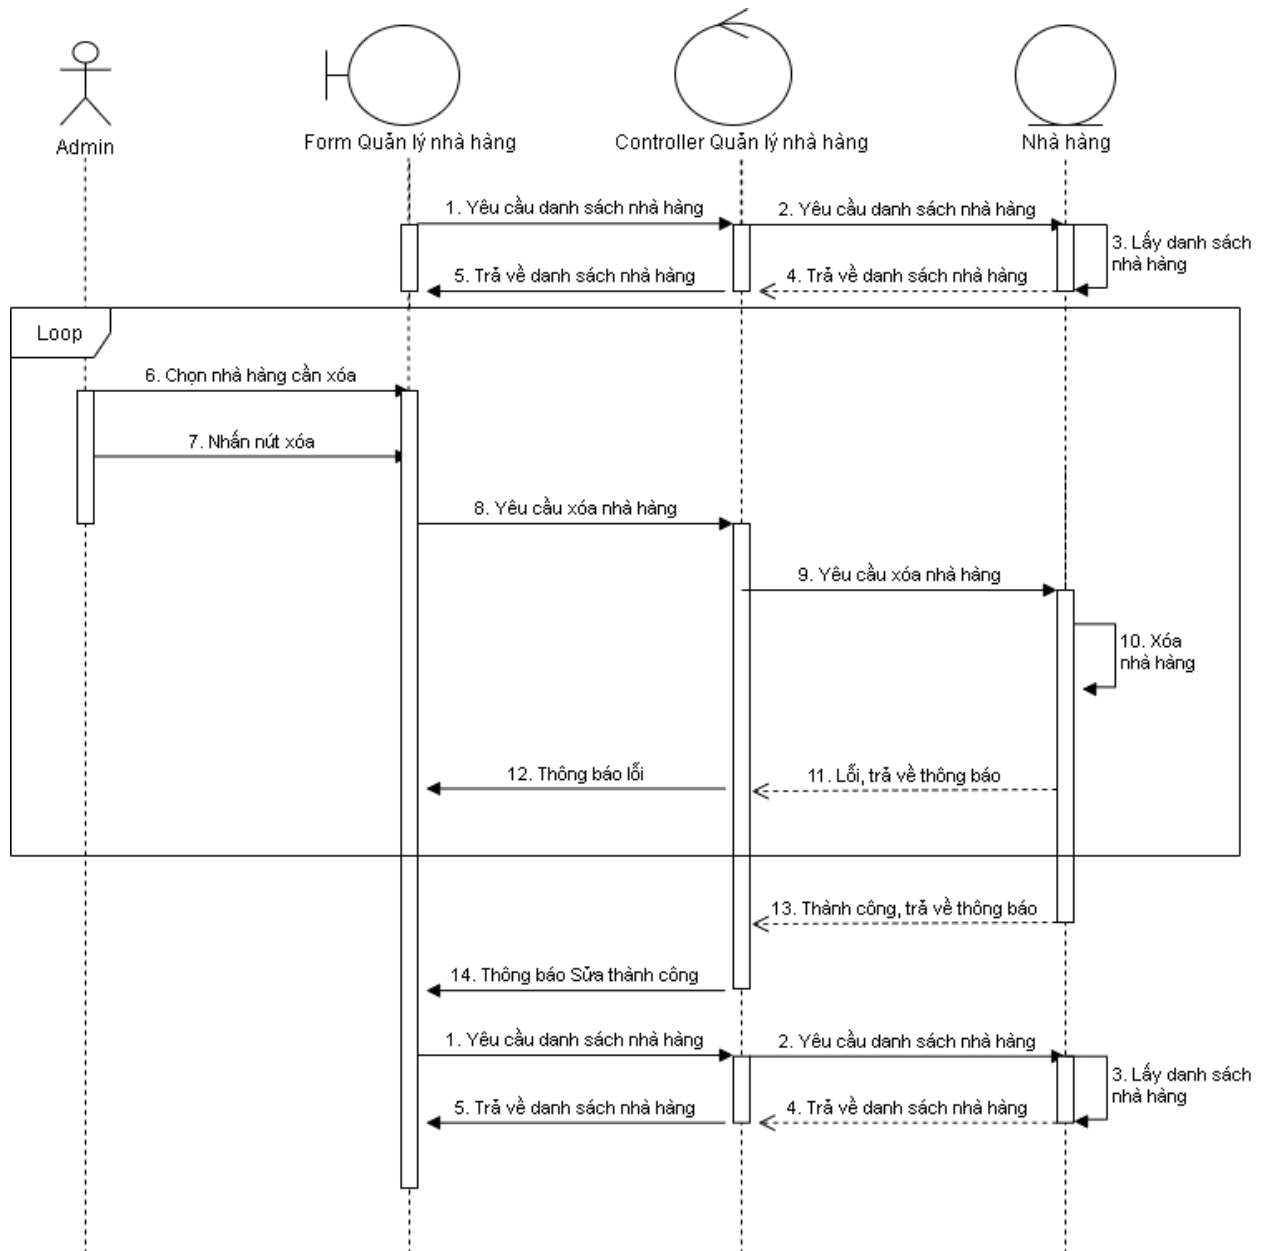 Admin
Form Quản lý nhà hàng
Controller Quản lý nhà hàng
Nhà hàng
1. Yêu cầu danh sách nhà hàng
2. Yêu cầu danh sách nhà hàng
3. Lấy danh sách
nhà hàng
5. Trả về danh sách nhà hàng
4. Trả về danh sách nhà hàng
Loop
6. Chọn nhà hàng cần xóa
7. Nhấn nút xóa
8. Yêu cầu xóa nhà hàng
9. Yêu cầu xóa nhà hàng
10. Xóa
nhà hàng
12. Thông báo lỗi
11. Lỗi, trả về thông báo
13. Thành công, trả về thông báo
14. Thông báo Sửa thành công
1. Yêu cầu danh sách nhà hàng
2. Yêu cầu danh sách nhà hàng
3. Lấy danh sách
nhà hàng
5. Trả về danh sách nhà hàng
4. Trả về danh sách nhà hàng